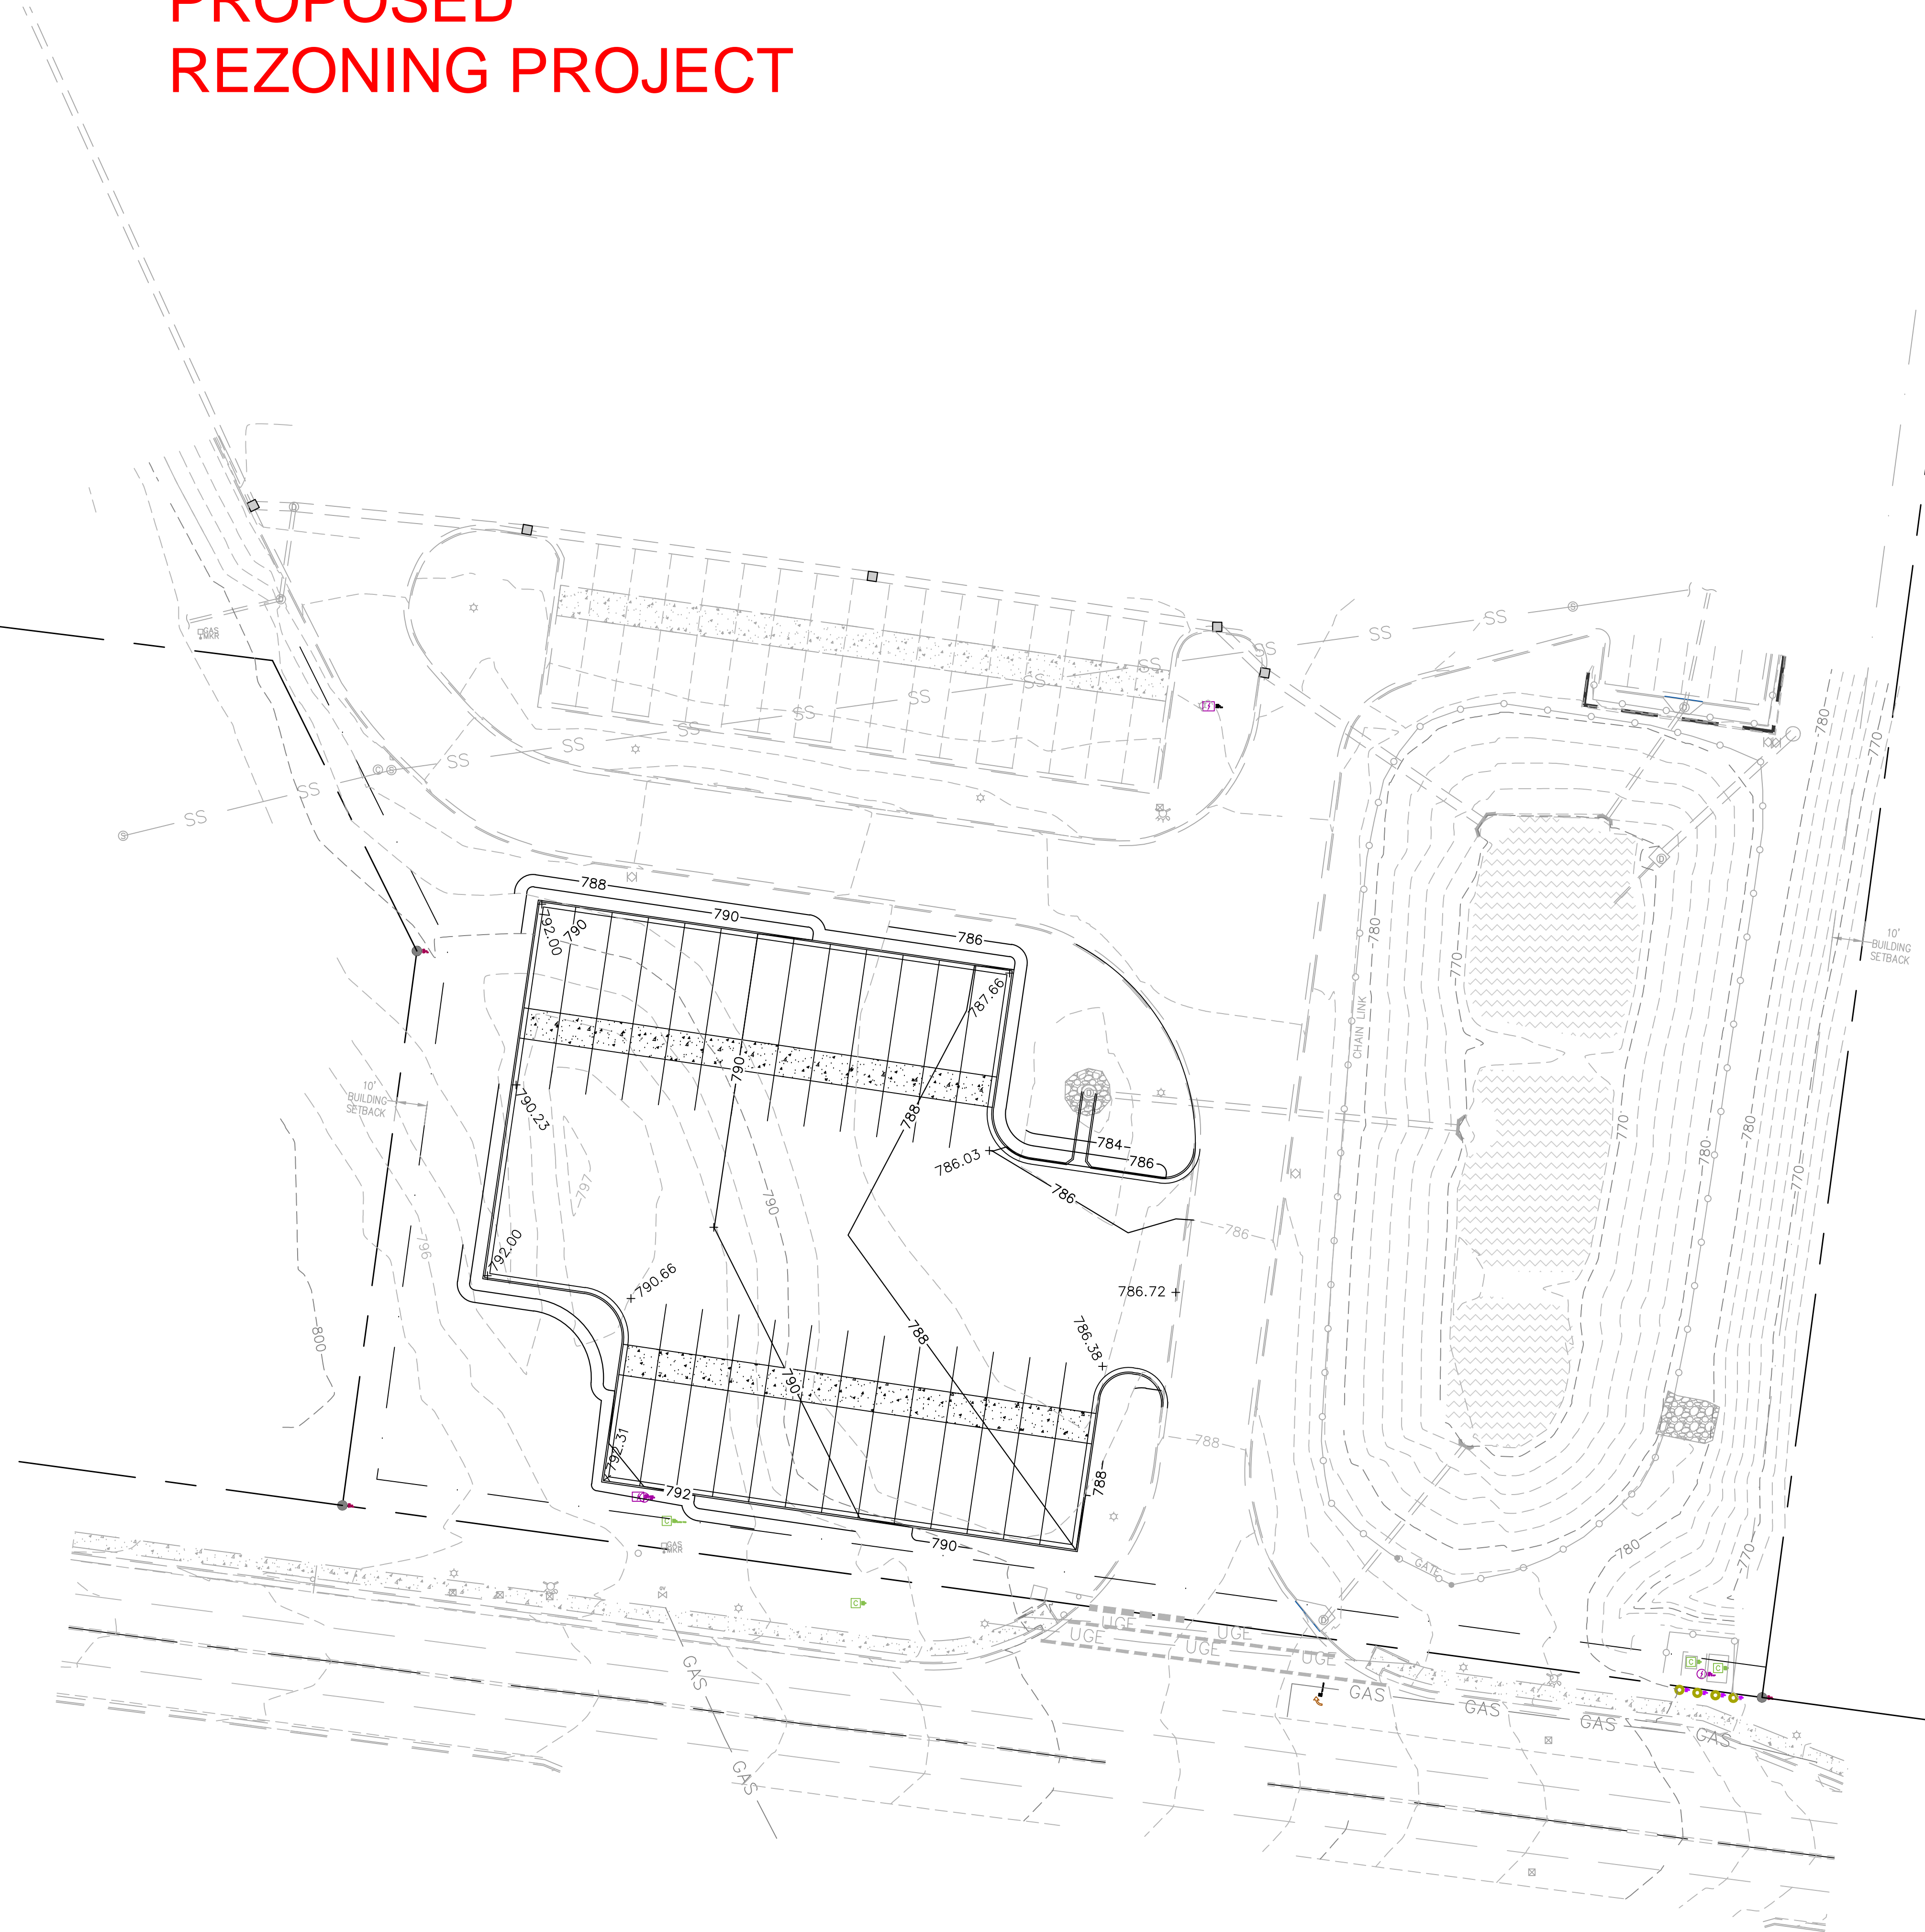 PROPOSED
REZONING PROJECT
SS
SS
SS
SS
SS
SS
SS
SS
SS
SS
SS
GAS
MKR
780
770
10'
BUILDING
SETBACK
788
790
786
792.00
790
787.66
780
770
CHAIN LINK
790
788
10'
BUILDING
SETBACK
790.23
797
790
786.03
784
786
786
770
780
780
770
796
792.00
790.66
786
786.72
800
788
786.38
790
792.31
788
788
792
790
GAS
MKR
GATE
780
770
UGE
UGE
UGE
UGE
UGE
C
C
C
C
GAS
GAS
GAS
GAS
GAS
GAS